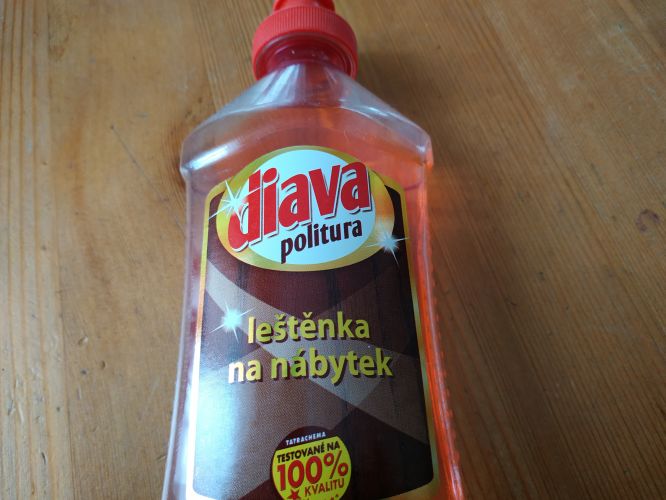 diava
politura
leštěnka
na nábytek
TATRACHEMA
TESTOVANÉ NA
100%
KVALITU